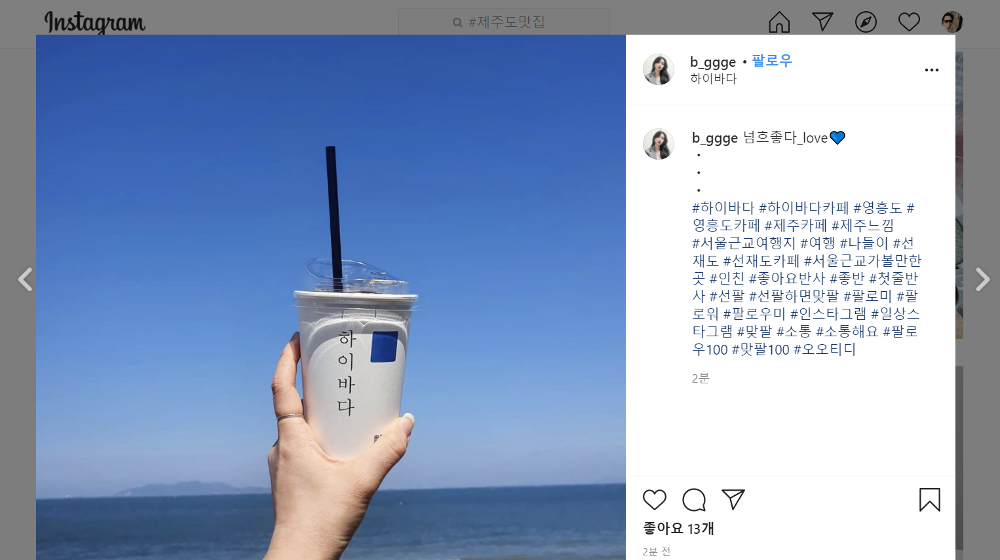 Instagram
#제주도맛집
b_ggge • 팔로우
하이바다
하
이
바
다
b_ggge 넘흐좋다_love💙
•
•
•
#하이바다 #하이바다카페 #영흥도 #
영흥도카페 #제주카페 #제주느낌
#서울근교여행지 #여행 #나들이 #선
재도 #선재도카페 #서울근교가볼만한
곳 #인친 #좋아요반사 #좋반 #첫줄반
사 #선팔 #선팔하면맞팔 #팔로미 #팔
로워 #팔로우미 #인스타그램 #일상스
타그램 #맞팔 #소통 #소통해요 #팔로
우100 #맞팔100 #오오티디
2분
좋아요 13개
2분 전